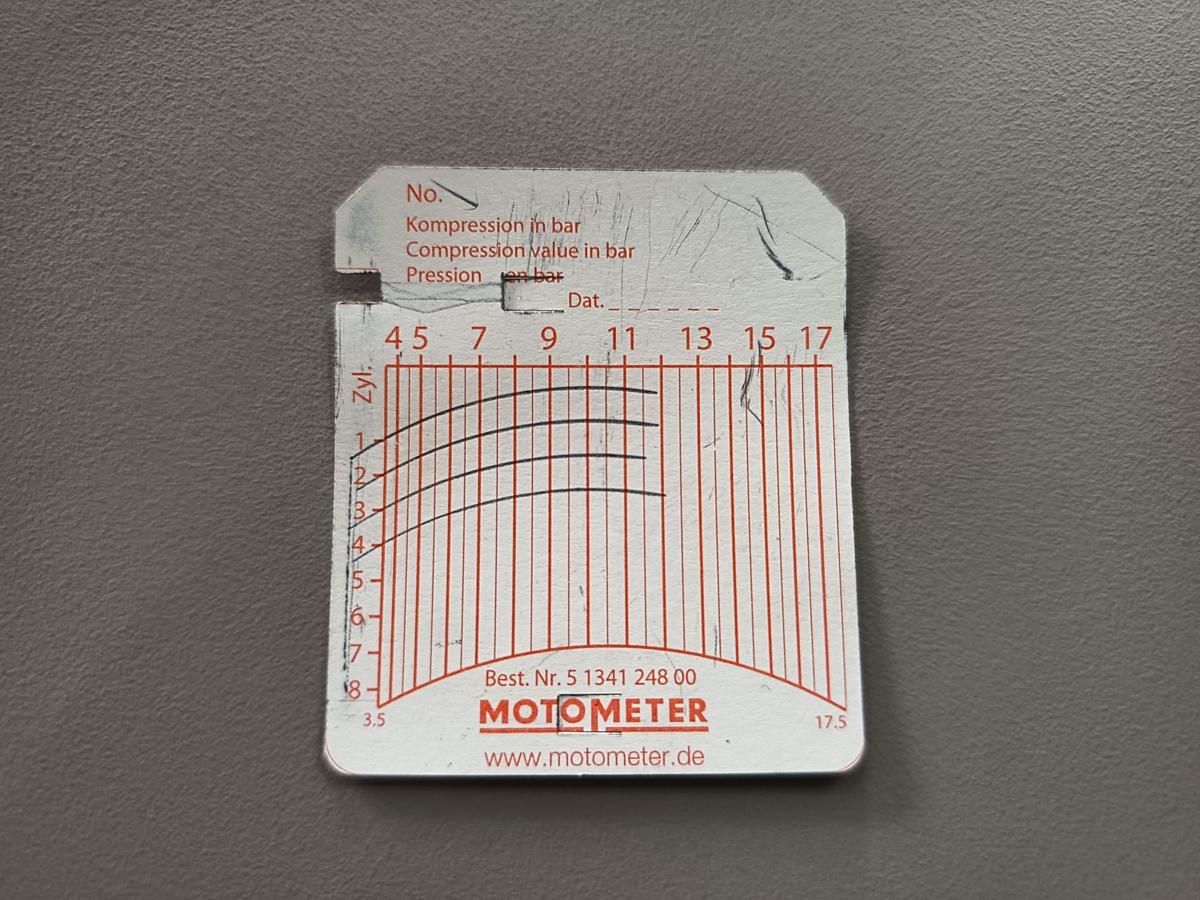 No.
Kompression in bar
Compression value in bar
Pression en bar
Dat.
4 5 7 9 11 13 15 17
Zyl.
1
2
3
4
5
6
7
8
3.5 17.5
Best. Nr. 5 1341 248 00
MOTOMETER
www.motometer.de